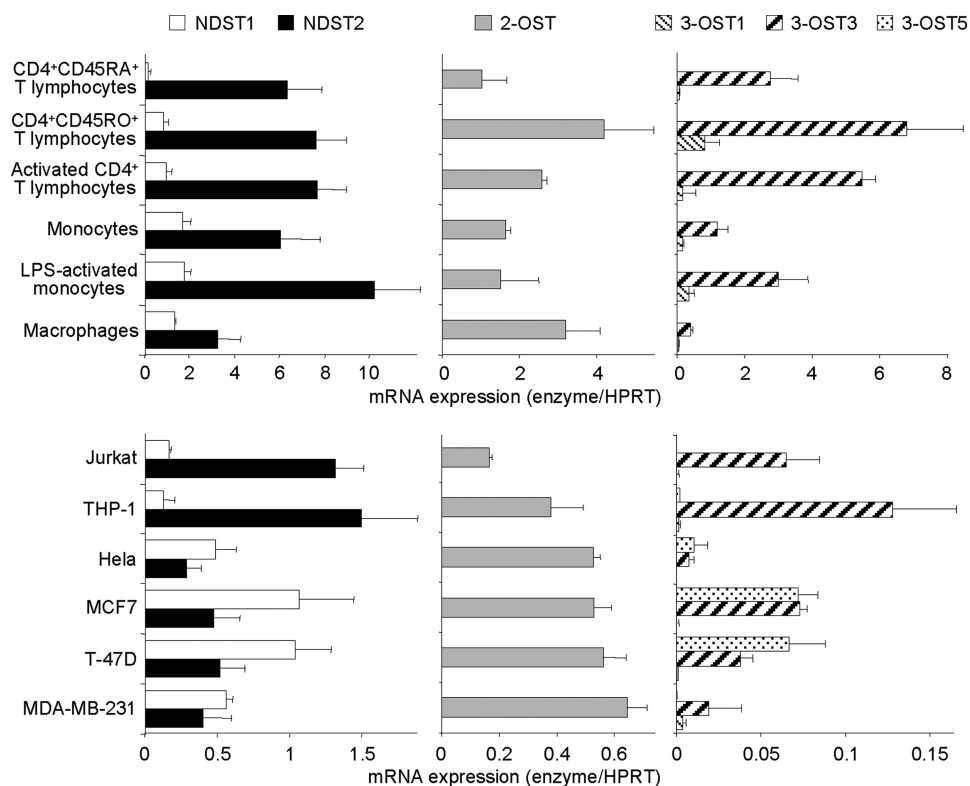 NDST1 NDST2 2-OST 3-OST1 3-OST3 3-OST5
CD4+CD45RA+
T lymphocytes
CD4+CD45RO+
T lymphocytes
Activated CD4+
T lymphocytes
Monocytes
LPS-activated
monocytes
Macrophages
0 2 4 6 8 10 0 2 4 0 2 4 6 8
mRNA expression (enzyme/HPRT)
Jurkat
THP-1
Hela
MCF7
T-47D
MDA-MB-231
0 0.5 1 1.5 0 0.2 0.4 0.6 0 0.05 0.1 0.15
mRNA expression (enzyme/HPRT)